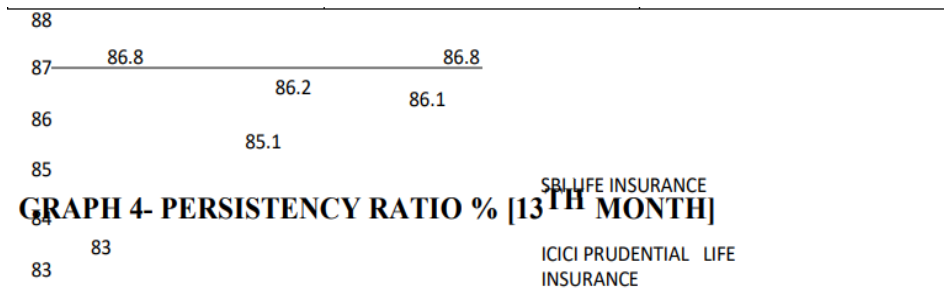 88
86.8 86.8
87
86.2
86.1
86
85.1
85
SBI LIFE INSURANCE
GRAPH 4- PERSISTENCY RATIO % [13TH MONTH]
84
83
ICICI PRUDENTIAL LIFE
83
INSURANCE